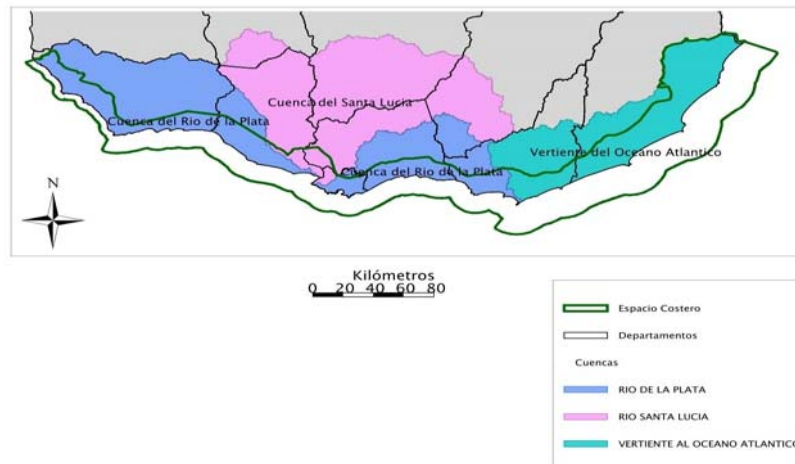 Cuenca del Santa Lucia
Cuenca del Rio de la Plata
Vertiente del Oceano Atlantico
Cuenca del Rio de la Plata
N
Kilómetros
0 20 40 60 80
Espacio Costero
Departamentos
Cuencas
RIO DE LA PLATA
RIO SANTA LUCIA
VERTIENTE AL OCEANO ATLANTICO